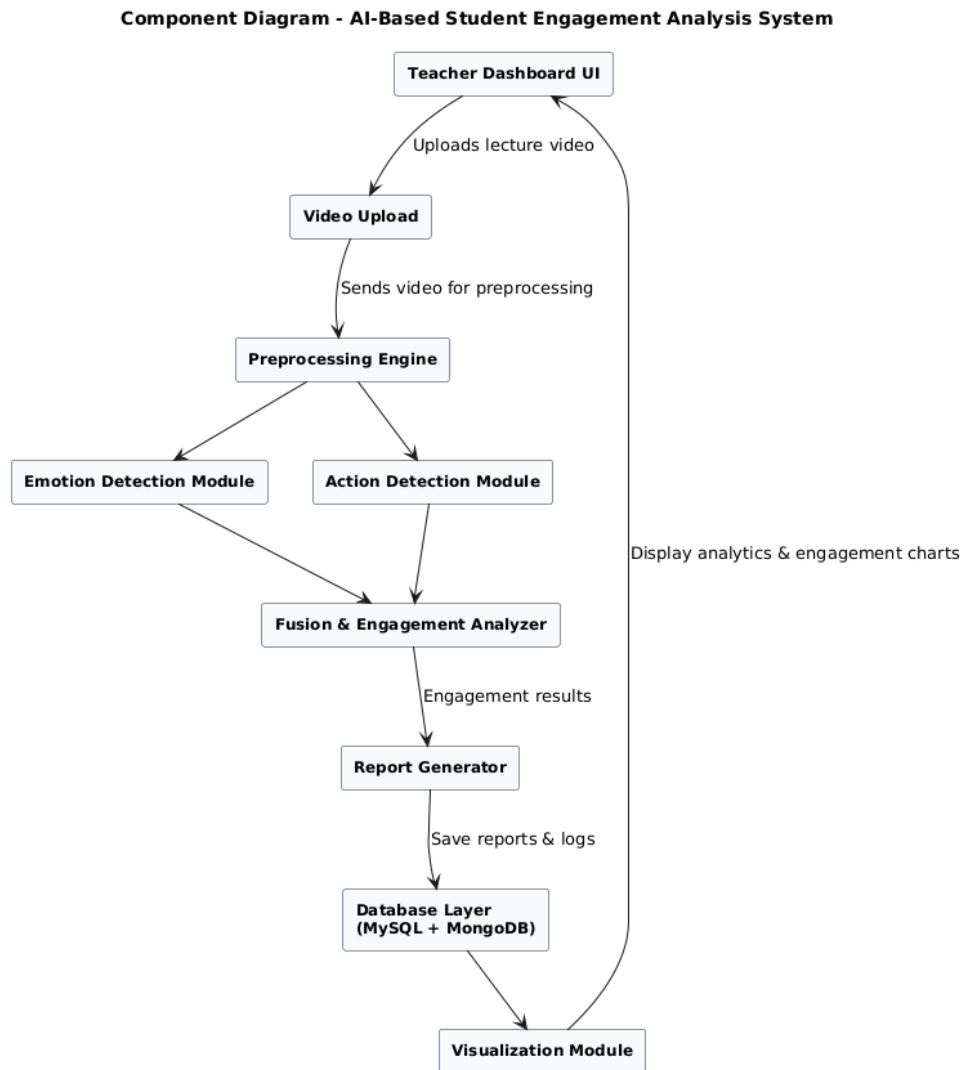 Component Diagram - AI-Based Student Engagement Analysis System
Teacher Dashboard UI
Uploads lecture video
Video Upload
Sends video for preprocessing
Preprocessing Engine
Emotion Detection Module
Action Detection Module
Display analytics & engagement charts
Fusion & Engagement Analyzer
Engagement results
Report Generator
Save reports & logs
Database Layer
(MySQL + MongoDB)
Visualization Module